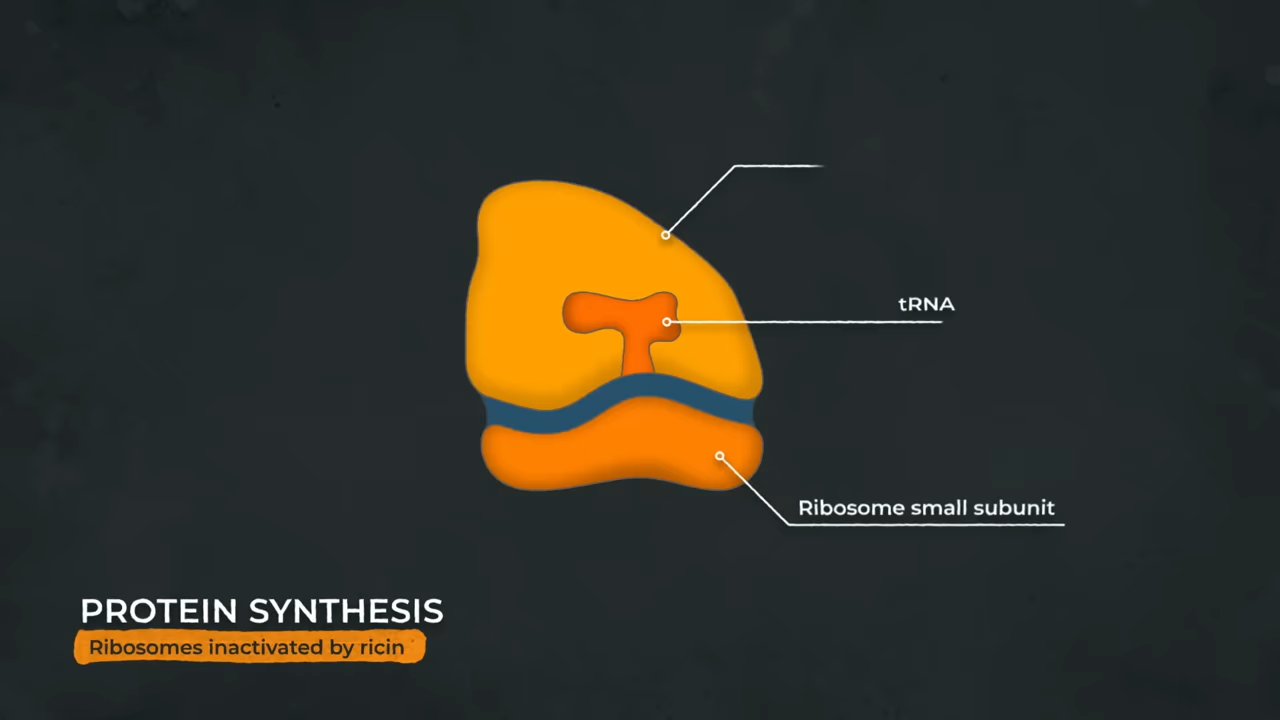 tRNA
Ribosome small subunit
PROTEIN SYNTHESIS
Ribosomes inactivated by ricin